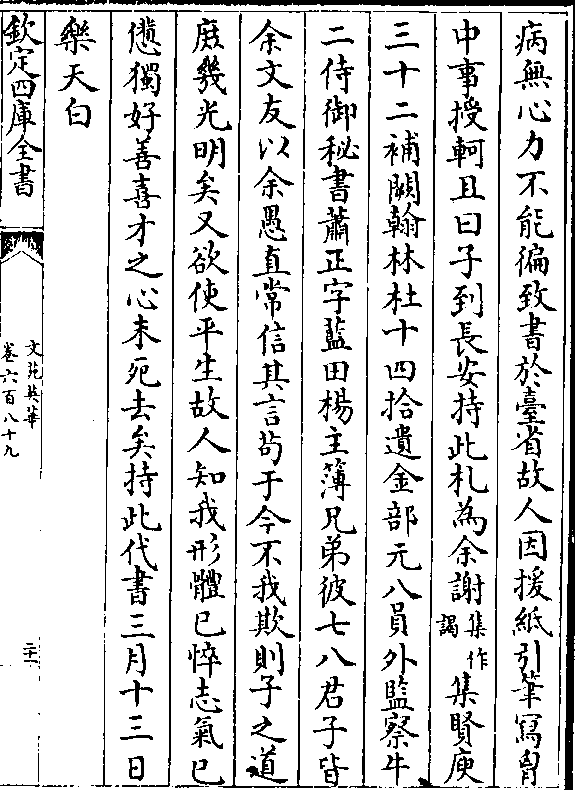 病無心力不能徧致書於臺省故人因援紙引筆寫胷
中事授軻且曰子到長安持此札為余謝集作謁集賢庾
三十二補闕翰林杜十四拾遺金部元八員外監察牛
二侍御秘書蕭正字藍田楊主簿兄弟彼七八君子皆
余文友以余愚直常信其言茍于今不我欺則子之道
庶幾光明矣又欲使平生故人知我形體已悴志氣已
憊獨好善喜才之心未死去矣持此代書三月十三日
樂天白
欽定四庫全書
文苑英華
卷六百八十九
二十一